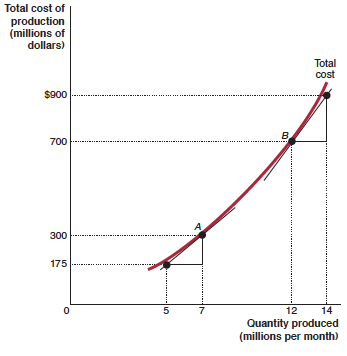 Total cost of
production
(millions of
dollars)
Total
cost
$900
B
700
A
300
175
0
5
7
12
14
Quantity produced
(millions per month)